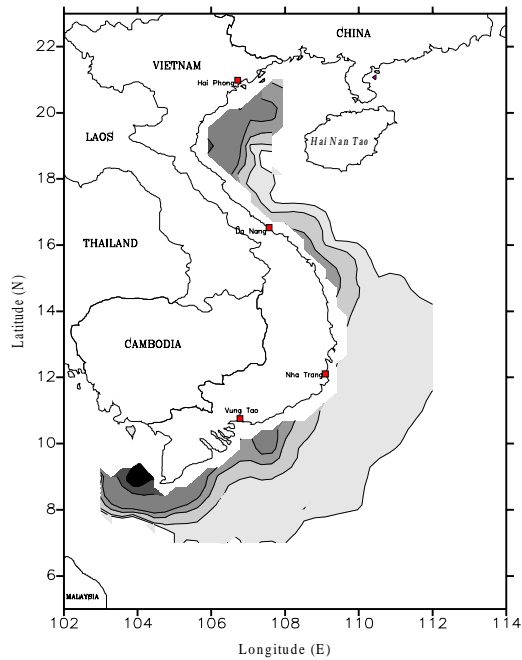 22
20
18
16
14
12
10
8
6
102
104
106
108
110
112
114
Latitude (N)
Longitude (E)
CHINA
VIETNAM
Hai Phong
LAOS
Hai Nan Tao
Da Nang
THAILAND
CAMBODIA
Nha Trang
Vung Tao
MALAYSIA